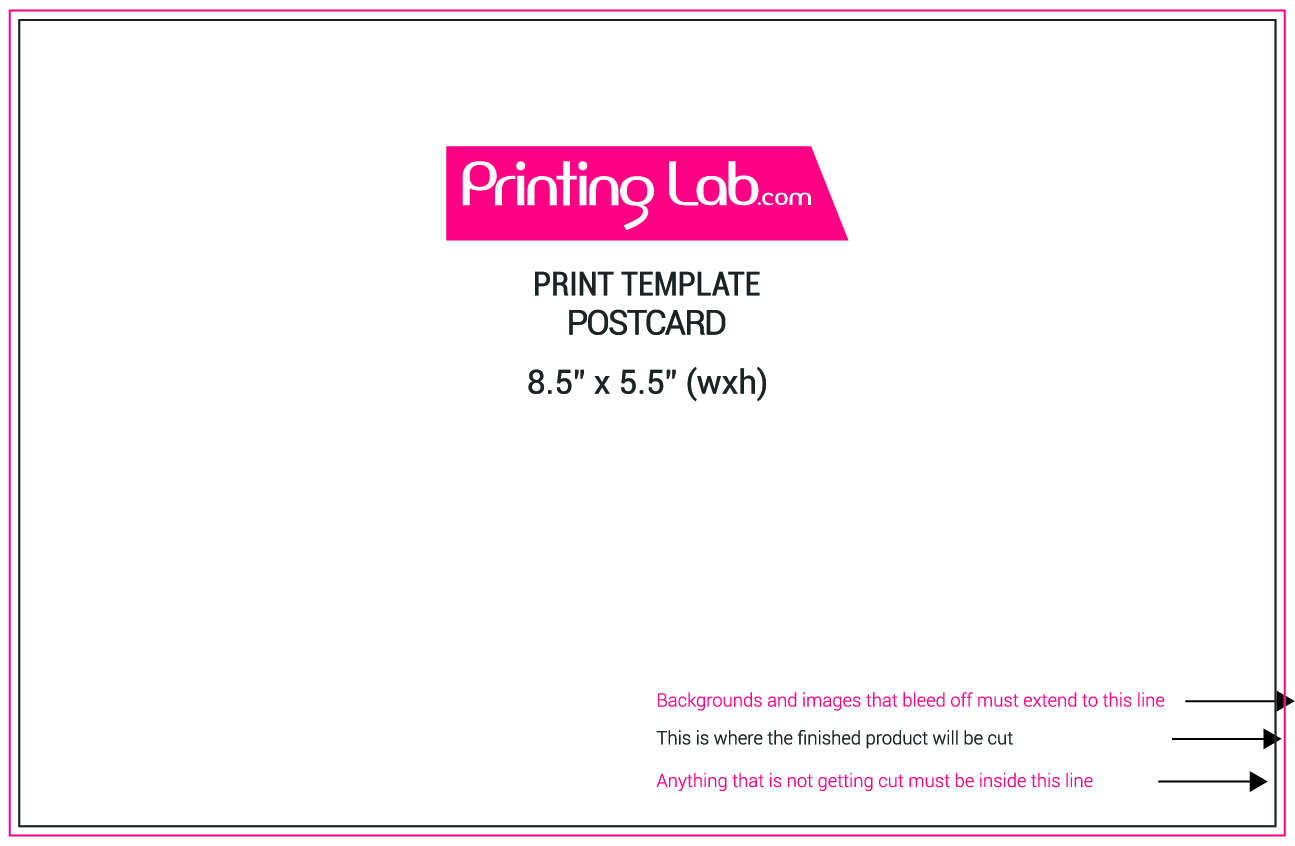 Printing Lab.com
PRINT TEMPLATE
POSTCARD
8.5" x 5.5" (wxh)
Backgrounds and images that bleed off must extend to this line
This is where the finished product will be cut
Anything that is not getting cut must be inside this line